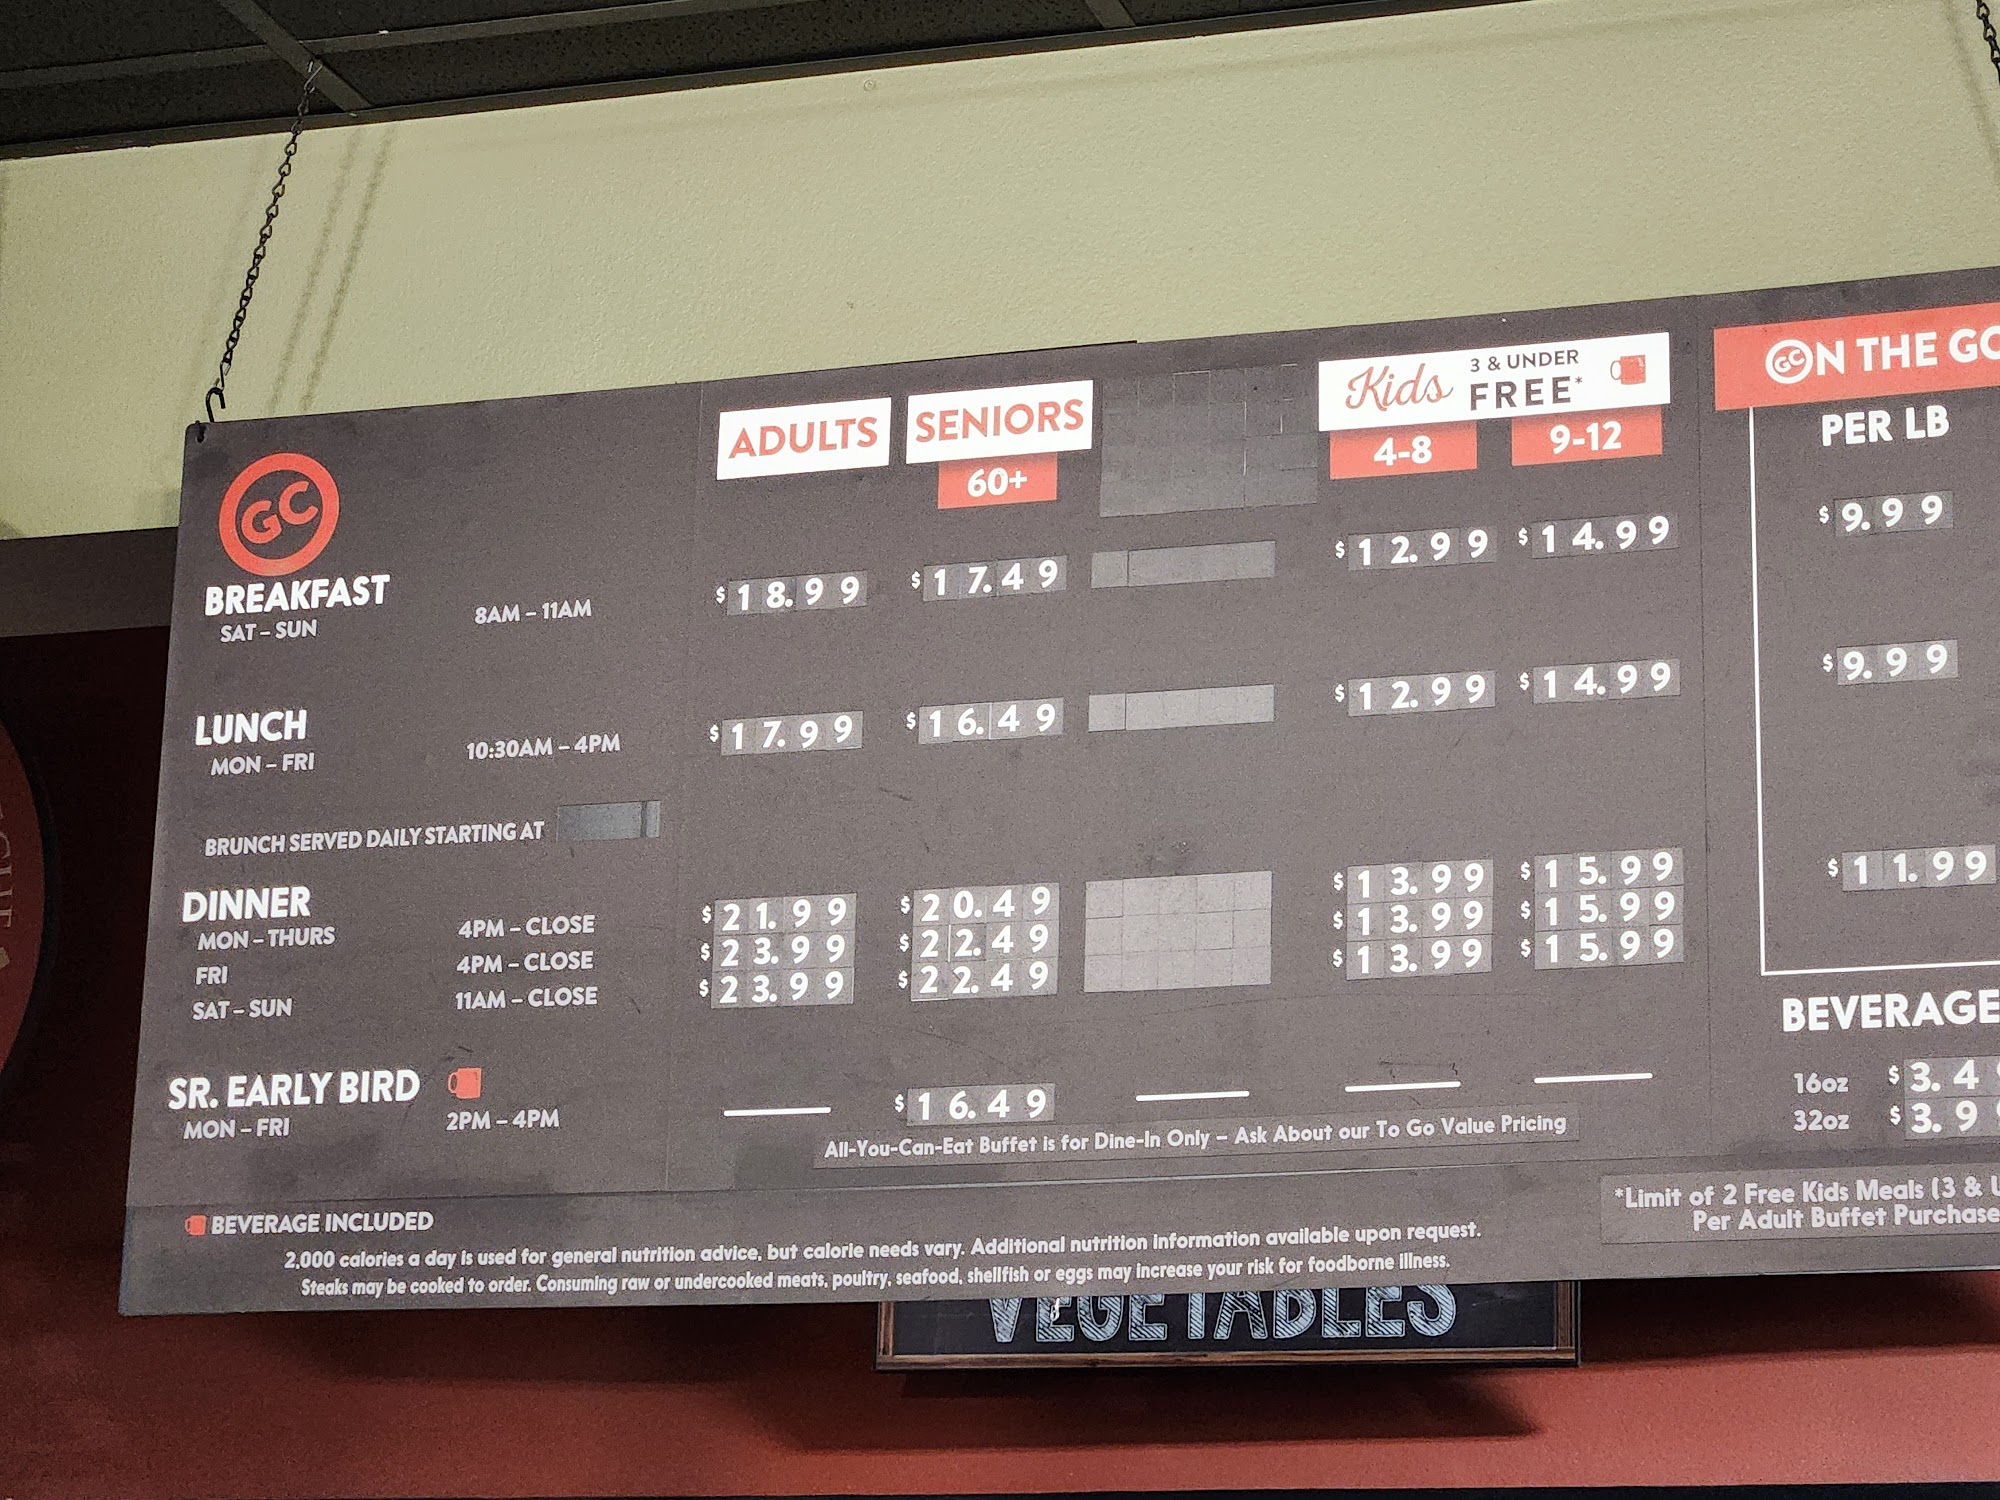 ADULTS SENIORS Kids 3 & UNDER FREE* GC N THE GO
60+ 4-8 9-12 PER LB
GC
BREAKFAST
SAT – SUN 8AM – 11AM $18.99 $17.49 $12.99 $14.99 $9.99
LUNCH
MON – FRI 10:30AM – 4PM $17.99 $16.49 $12.99 $14.99 $9.99
BRUNCH SERVED DAILY STARTING AT
DINNER
MON – THURS 4PM – CLOSE $21.99 $20.49 $13.99 $15.99 $11.99
FRI 4PM – CLOSE $23.99 $22.49 $13.99 $15.99
SAT – SUN 11AM – CLOSE $23.99 $22.49 $13.99 $15.99
BEVERAGE
16oz $3.4
32oz $3.9
SR. EARLY BIRD
MON – FRI 2PM – 4PM $16.49
All-You-Can-Eat Buffet is for Dine-In Only – Ask About our To Go Value Pricing
BEVERAGE INCLUDED
*Limit of 2 Free Kids Meals (3 & U
Per Adult Buffet Purchase
2,000 calories a day is used for general nutrition advice, but calorie needs vary. Additional nutrition information available upon request.
Steaks may be cooked to order. Consuming raw or undercooked meats, poultry, seafood, shellfish or eggs may increase your risk for foodborne illness.
VEGETABLES